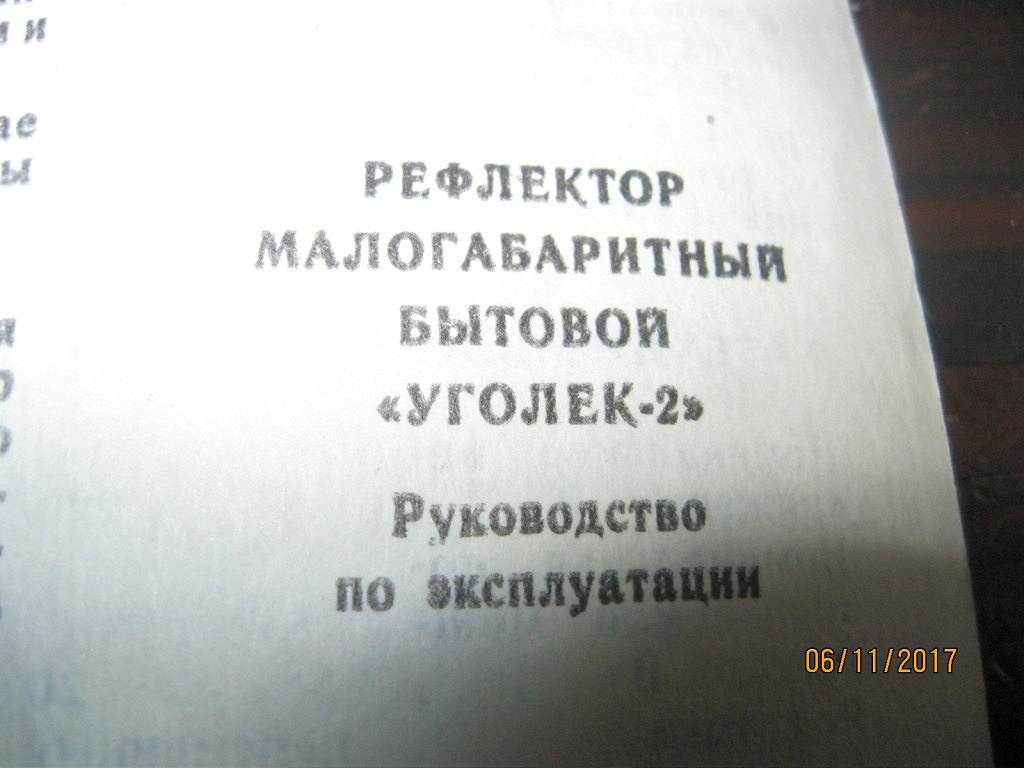 РЕФЛЕКТОР
МАЛОГАБАРИТНЫЙ
БЫТОВОЙ
«УГОЛЕК-2»
Руководство
по эксплуатации
06/11/2017